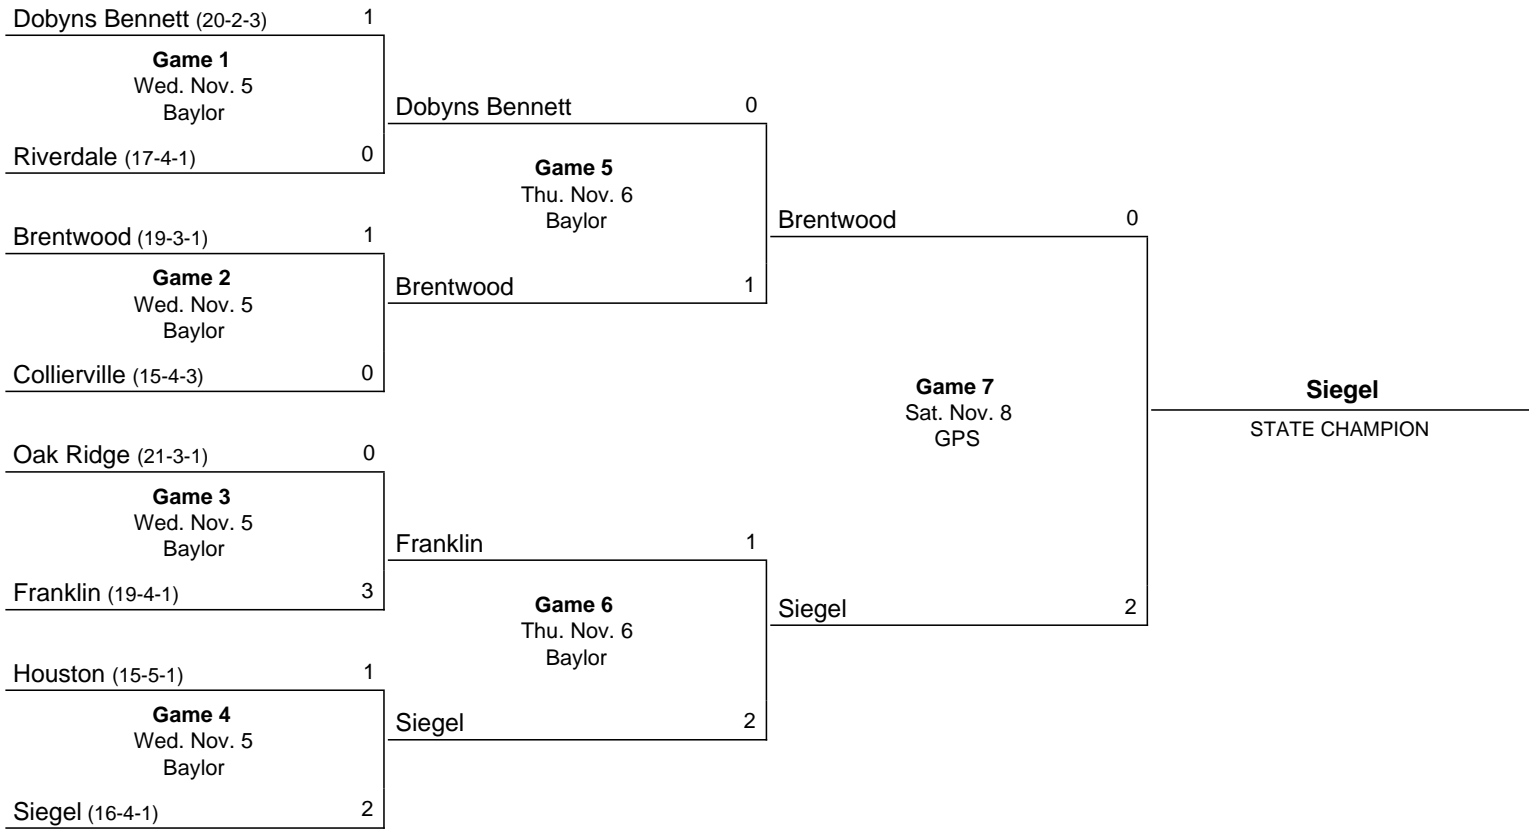 Dobyns Bennett (20-2-3) 1
Game 1
Wed. Nov. 5
Baylor
Riverdale (17-4-1) 0
Brentwood (19-3-1) 1
Game 2
Wed. Nov. 5
Baylor
Collierville (15-4-3) 0
Oak Ridge (21-3-1) 0
Game 3
Wed. Nov. 5
Baylor
Franklin (19-4-1) 3
Houston (15-5-1) 1
Game 4
Wed. Nov. 5
Baylor
Siegel (16-4-1) 2
Dobyns Bennett 0
Game 5
Thu. Nov. 6
Baylor
Brentwood 1
Franklin 1
Game 6
Thu. Nov. 6
Baylor
Siegel 2
Brentwood 0
Game 7
Sat. Nov. 8
GPS
Siegel 2
Siegel
STATE CHAMPION